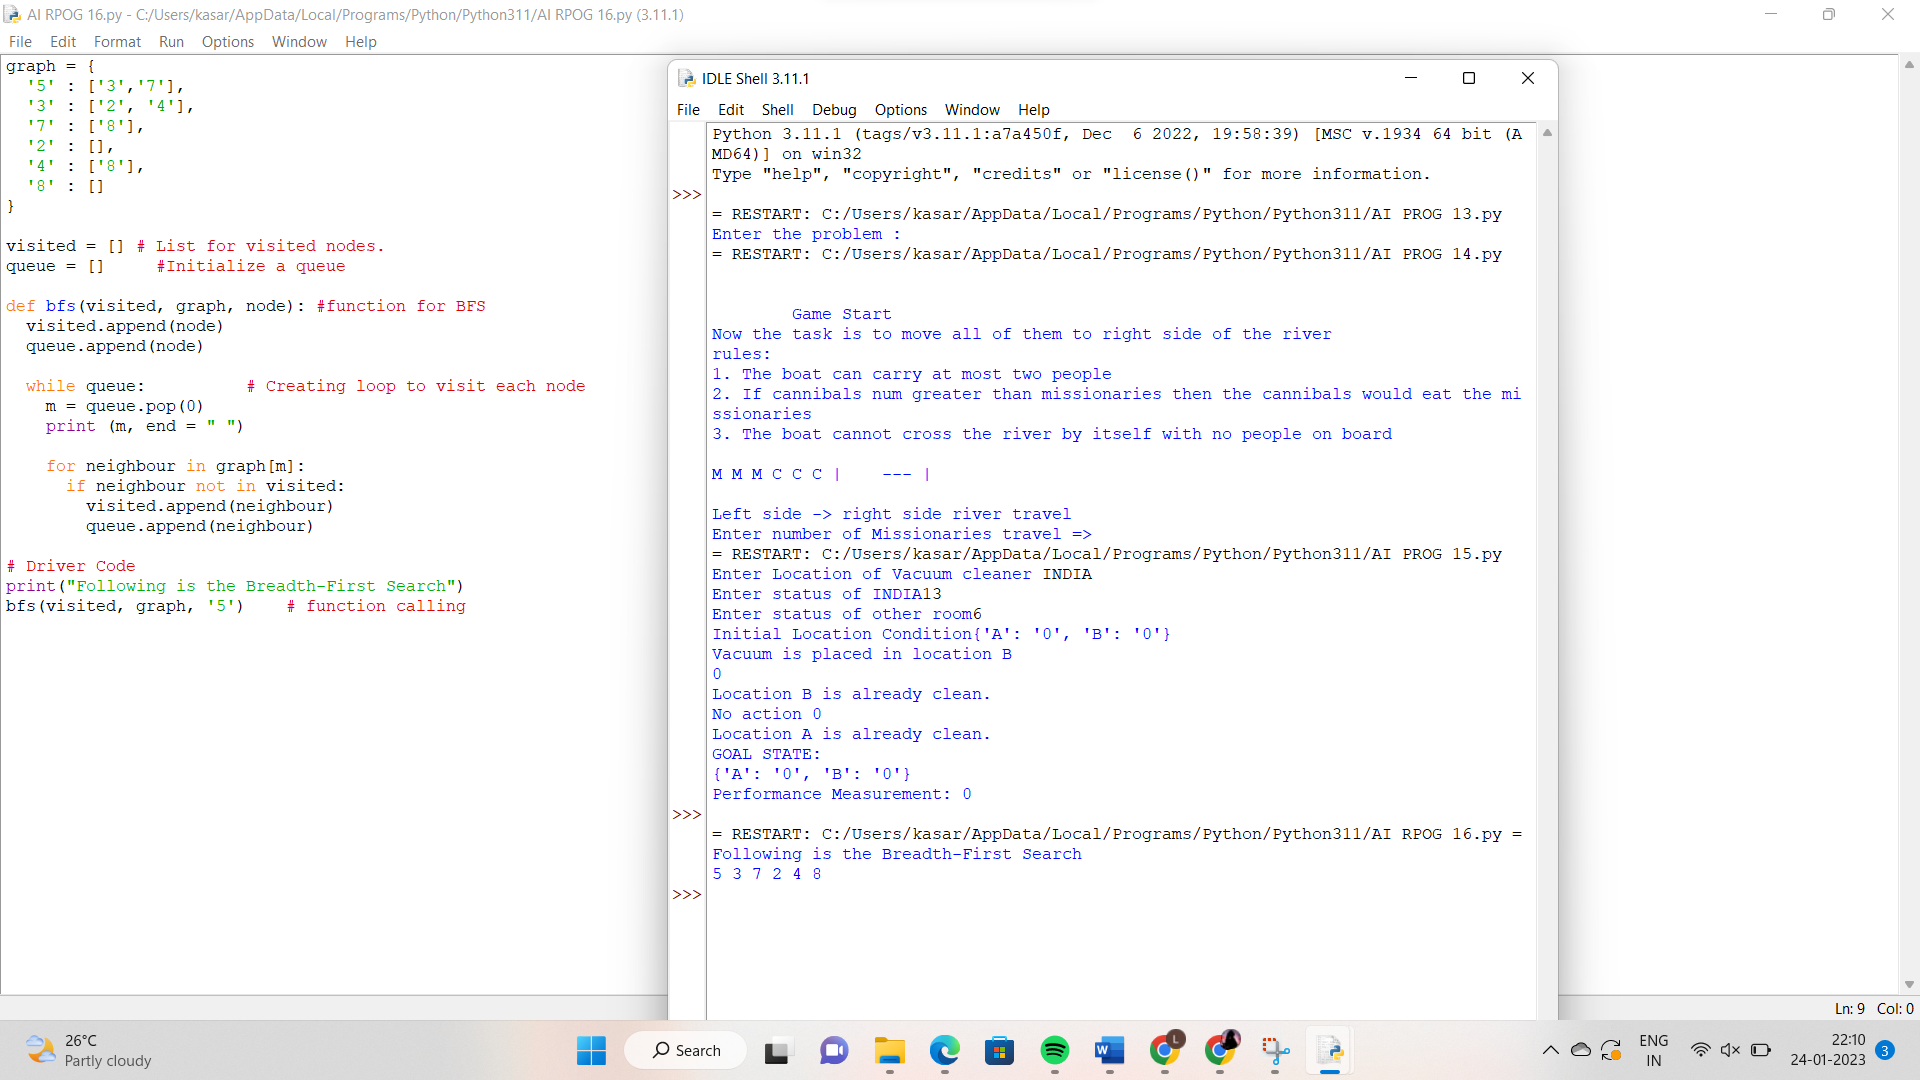 AI RPOG 16.py - C:/Users/kasar/AppData/Local/Programs/Python/Python311/AI RPOG 16.py (3.11.1)
File Edit Format Run Options Window Help
graph = {
  '5' : ['3','7'],
  '3' : ['2', '4'],
  '7' : ['8'],
  '2' : [],
  '4' : ['8'],
  '8' : []
}
visited = [] # List for visited nodes.
queue = []     #Initialize a queue
def bfs(visited, graph, node): #function for BFS
  visited.append(node)
  queue.append(node)
  while queue:          # Creating loop to visit each node
    m = queue.pop(0)
    print (m, end = " ")
    for neighbour in graph[m]:
      if neighbour not in visited:
        visited.append(neighbour)
        queue.append(neighbour)
# Driver Code
print("Following is the Breadth-First Search")
bfs(visited, graph, '5')    # function calling
IDLE Shell 3.11.1
File Edit Shell Debug Options Window Help
Python 3.11.1 (tags/v3.11.1:a7a450f, Dec  6 2022, 19:58:39) [MSC v.1934 64 bit (A
MD64)] on win32
Type "help", "copyright", "credits" or "license()" for more information.
>>>
= RESTART: C:/Users/kasar/AppData/Local/Programs/Python/Python311/AI PROG 13.py
Enter the problem :
= RESTART: C:/Users/kasar/AppData/Local/Programs/Python/Python311/AI PROG 14.py
        Game Start
Now the task is to move all of them to right side of the river
rules:
1. The boat can carry at most two people
2. If cannibals num greater than missionaries then the cannibals would eat the mi
ssionaries
3. The boat cannot cross the river by itself with no people on board
M M M C C C |    --- |
Left side -> right side river travel
Enter number of Missionaries travel =>
= RESTART: C:/Users/kasar/AppData/Local/Programs/Python/Python311/AI PROG 15.py
Enter Location of Vacuum cleaner INDIA
Enter status of INDIA13
Enter status of other room6
Initial Location Condition{'A': '0', 'B': '0'}
Vacuum is placed in location B
0
Location B is already clean.
No action 0
Location A is already clean.
GOAL STATE:
{'A': '0', 'B': '0'}
Performance Measurement: 0
>>>
= RESTART: C:/Users/kasar/AppData/Local/Programs/Python/Python311/AI RPOG 16.py =
Following is the Breadth-First Search
5 3 7 2 4 8
>>>
Ln: 9 Col: 0
26°C
Partly cloudy
Search
W
L
ENG
IN
22:10
24-01-2023
3